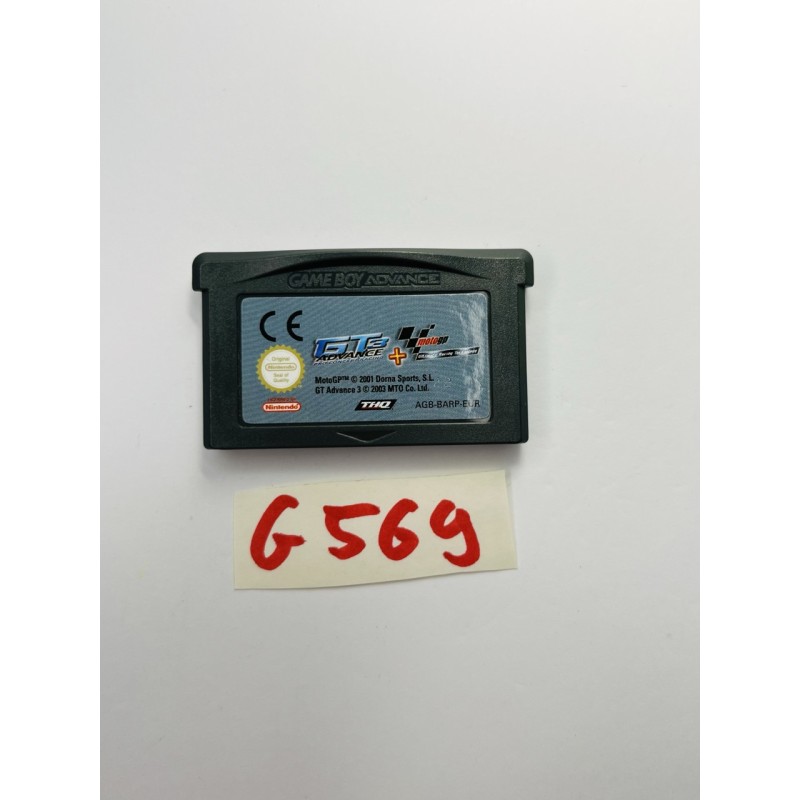 GAME BOY ADVANCE
CE
GT3
ADVANCE
+
motogp
Original
Nintendo
Seal of
Quality
MotoGP™ © 2001 Dorna Sports, S.L.
GT Advance 3 © 2003 MTO Co. Ltd.
Nintendo
THQ
AGB-BARP-EUR
G569